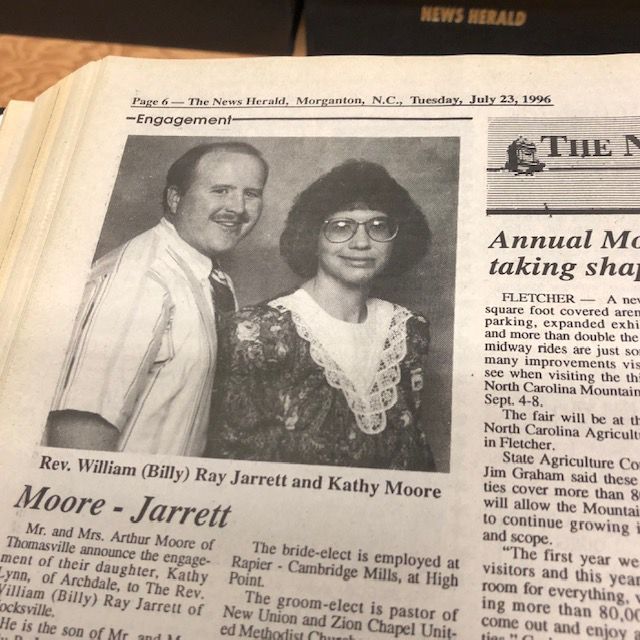 NEWS HERALD
Page 6 — The News Herald, Morganton, N.C., Tuesday, July 23, 1996
Engagement
Rev. William (Billy) Ray Jarrett and Kathy Moore
Moore - Jarrett
Mr. and Mrs. Arthur Moore of
Thomasville announce the engage-
ment of their daughter, Kathy
Lynn, of Archdale, to The Rev.
William (Billy) Ray Jarrett of
ocksville.
He is the son of Mr. and
The bride-elect is employed at
Rapier - Cambridge Mills, at High
Point.
The groom-elect is pastor of
New Union and Zion Chapel Unit-
ed Methodist
THE N
Annual Mo
taking shap
FLETCHER — A new
square foot covered aren
parking, expanded exhi
and more than double the
midway rides are just so
many improvements vis
see when visiting the thi
North Carolina Mountain
Sept. 4-8.
The fair will be at th
North Carolina Agricult
in Fletcher.
State Agriculture Co
Jim Graham said these
ties cover more than 8
will allow the Mountai
to continue growing i
and scope.
"The first year we
visitors and this year
room for everything, w
ing more than 80,00
come out and enjoy a